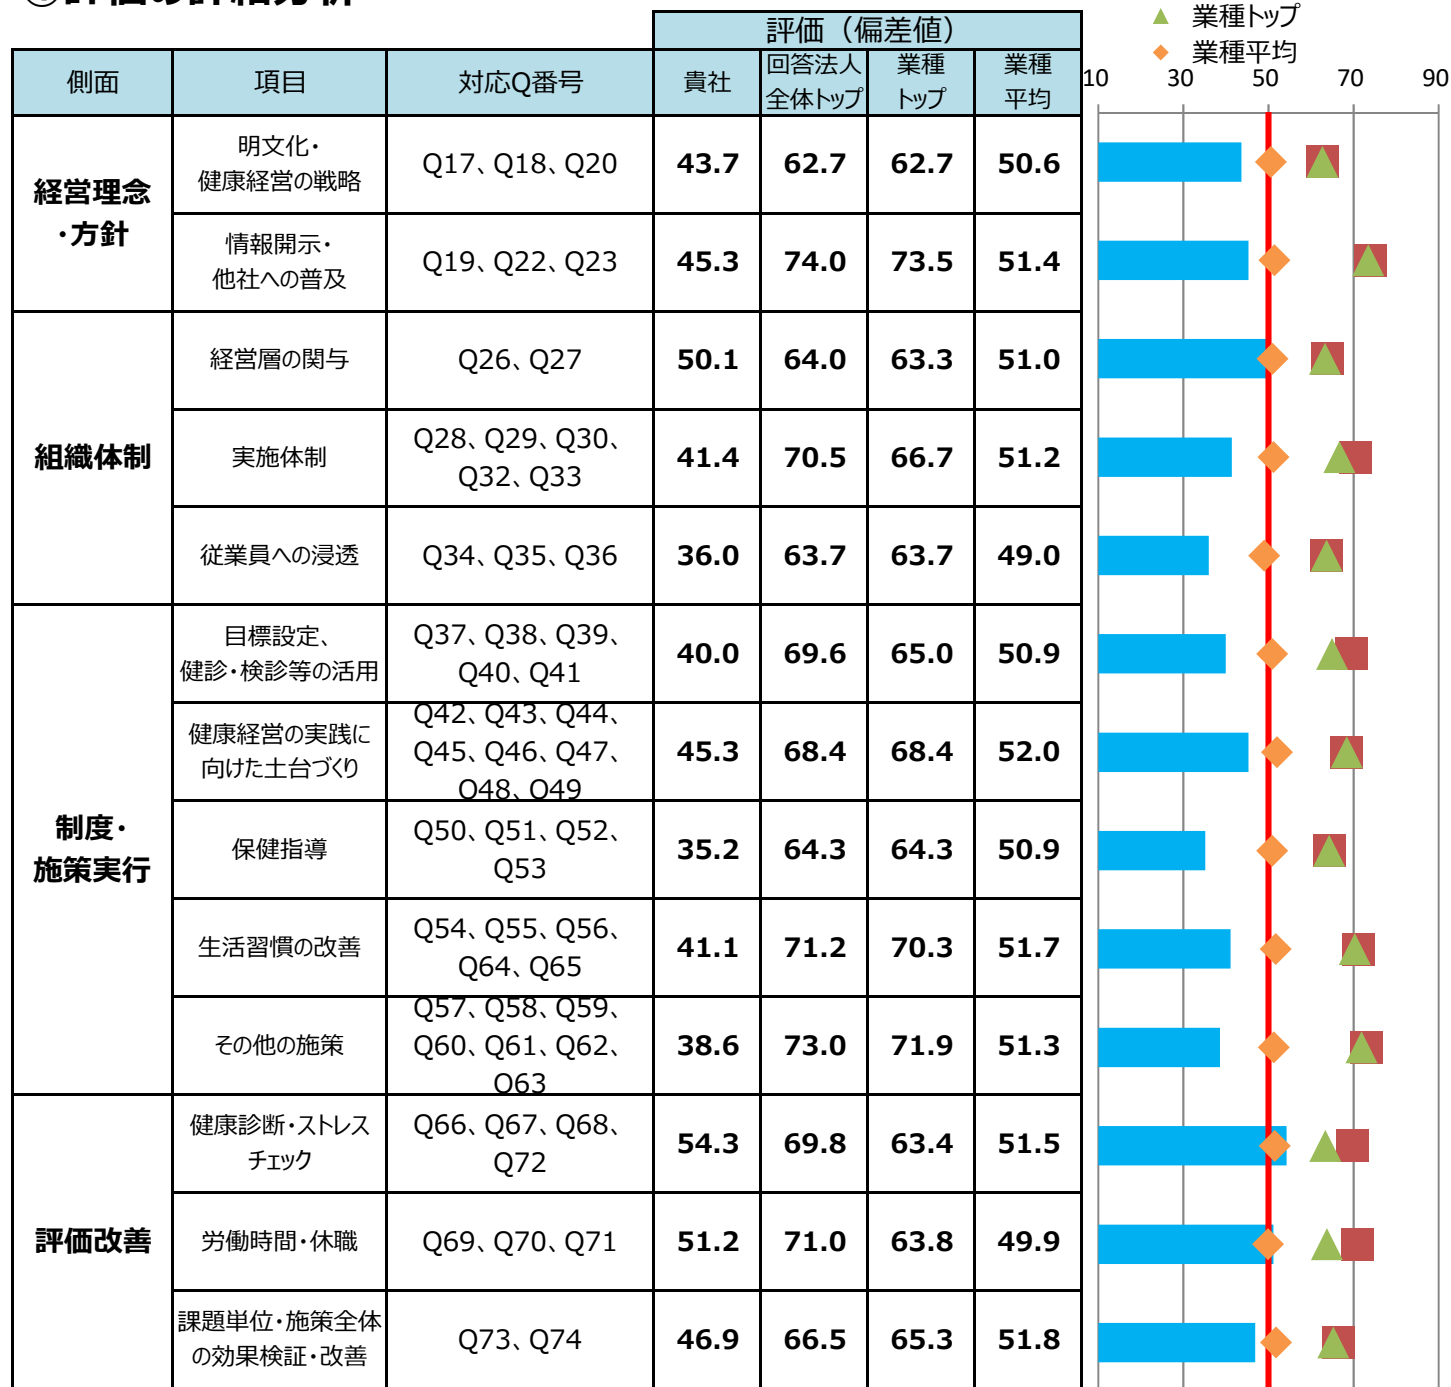 ①評価の詳細分析
評価（偏差値）
側面
項目
対応Q番号
貴社
回答法人
全体トップ
業種
トップ
業種
平均
▲ 業種トップ
◆ 業種平均
10 30 50 70 90
経営理念
・方針
明文化・
健康経営の戦略
Q17、Q18、Q20
43.7 62.7 62.7 50.6
情報開示・
他社への普及
Q19、Q22、Q23
45.3 74.0 73.5 51.4
組織体制
経営層の関与
Q26、Q27
50.1 64.0 63.3 51.0
実施体制
Q28、Q29、Q30、
Q32、Q33
41.4 70.5 66.7 51.2
従業員への浸透
Q34、Q35、Q36
36.0 63.7 63.7 49.0
制度・
施策実行
目標設定、
健診・検診等の活用
Q37、Q38、Q39、
Q40、Q41
40.0 69.6 65.0 50.9
健康経営の実践に
向けた土台づくり
Q42、Q43、Q44、
Q45、Q46、Q47、
Q48、Q49
45.3 68.4 68.4 52.0
保健指導
Q50、Q51、Q52、
Q53
35.2 64.3 64.3 50.9
生活習慣の改善
Q54、Q55、Q56、
Q64、Q65
41.1 71.2 70.3 51.7
その他の施策
Q57、Q58、Q59、
Q60、Q61、Q62、
Q63
38.6 73.0 71.9 51.3
評価改善
健康診断・ストレス
チェック
Q66、Q67、Q68、
Q72
54.3 69.8 63.4 51.5
労働時間・休職
Q69、Q70、Q71
51.2 71.0 63.8 49.9
課題単位・施策全体
の効果検証・改善
Q73、Q74
46.9 66.5 65.3 51.8